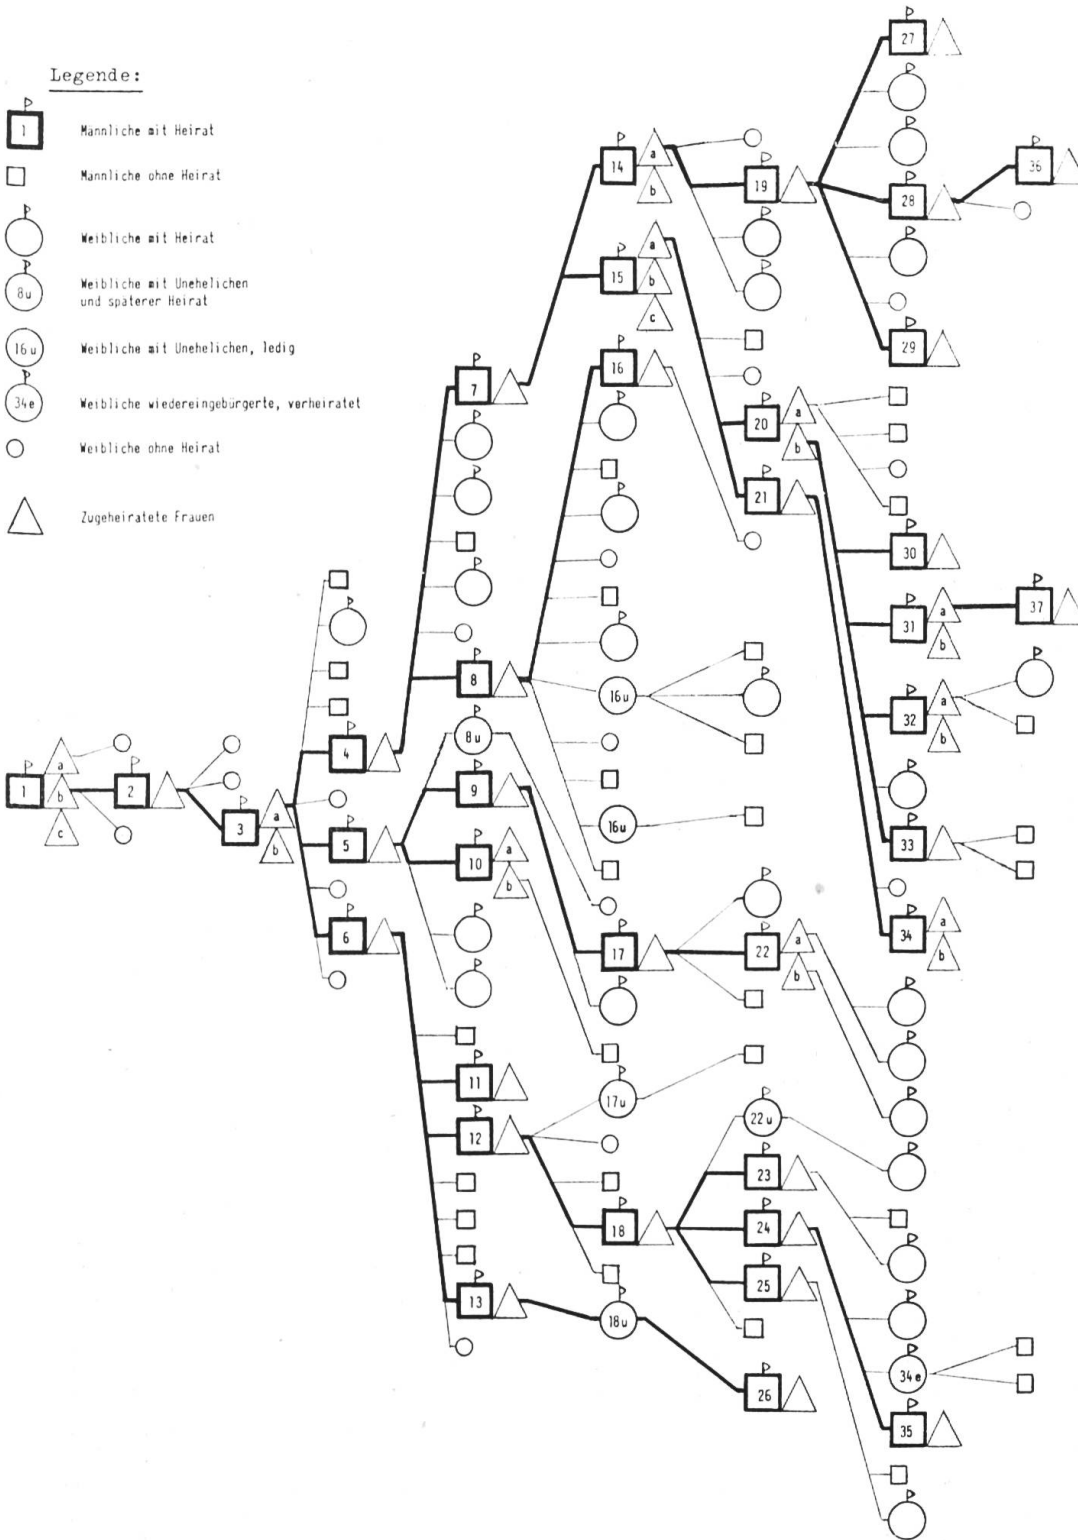 Legende:
1 Männliche mit Heirat
Männliche ohne Heirat
Weibliche mit Heirat
8u Weibliche mit Unehelichen
und späterer Heirat
16u Weibliche mit Unehelichen, ledig
34e Weibliche wiedereingebürgerte, verheiratet
Weibliche ohne Heirat
Zugeheiratete Frauen
1
a
b
c
2
3
a
b
4
5
6
7
8
8u
9
10
a
b
11
12
13
14
a
b
15
a
b
c
16
16u
16u
17
17u
18
18u
19
20
a
b
21
22
a
b
22u
23
24
25
26
27
28
29
30
31
a
b
32
a
b
33
34
a
b
34e
35
36
37